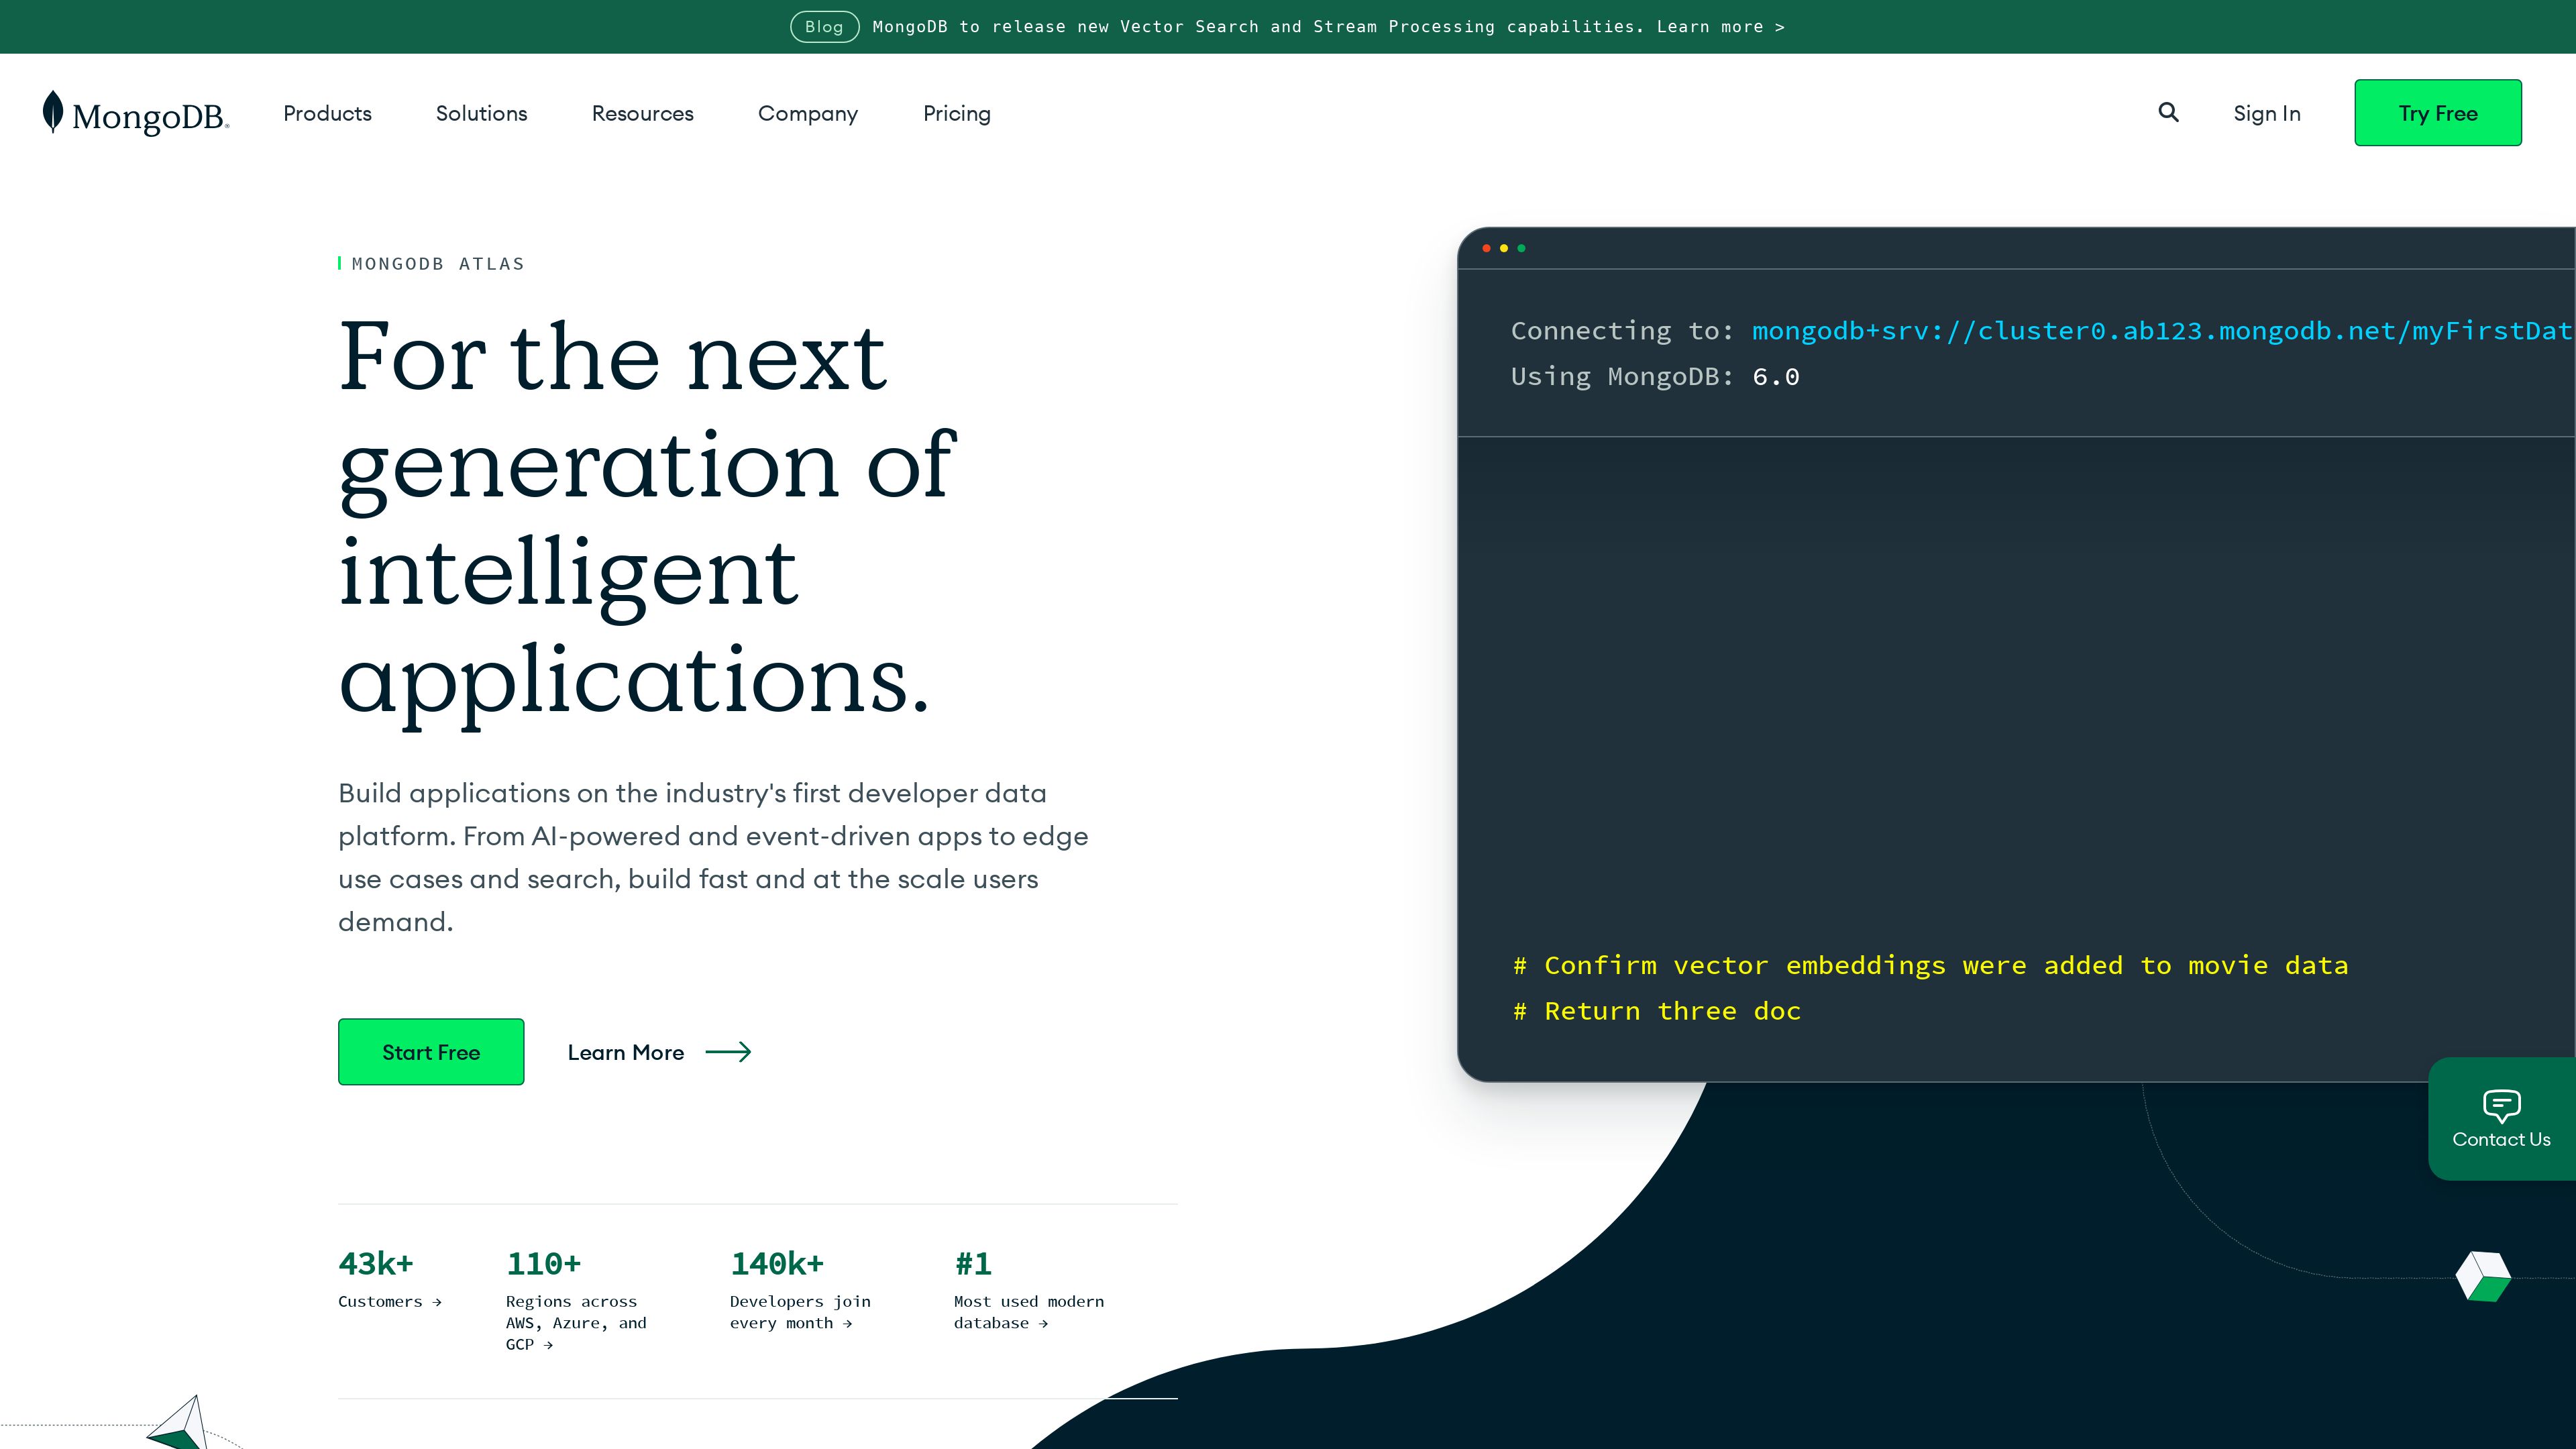 Blog MongoDB to release new Vector Search and Stream Processing capabilities. Learn more >
MongoDB® Products Solutions Resources Company Pricing Sign In Try Free
MONGODB ATLAS
For the next
generation of
intelligent
applications.
Build applications on the industry's first developer data
platform. From AI-powered and event-driven apps to edge
use cases and search, build fast and at the scale users
demand.
Start Free Learn More
43k+
Customers →
110+
Regions across
AWS, Azure, and
GCP →
140k+
Developers join
every month →
#1
Most used modern
database →
Connecting to: mongodb+srv://cluster0.ab123.mongodb.net/myFirstDat
Using MongoDB: 6.0
# Confirm vector embeddings were added to movie data
# Return three doc
Contact Us